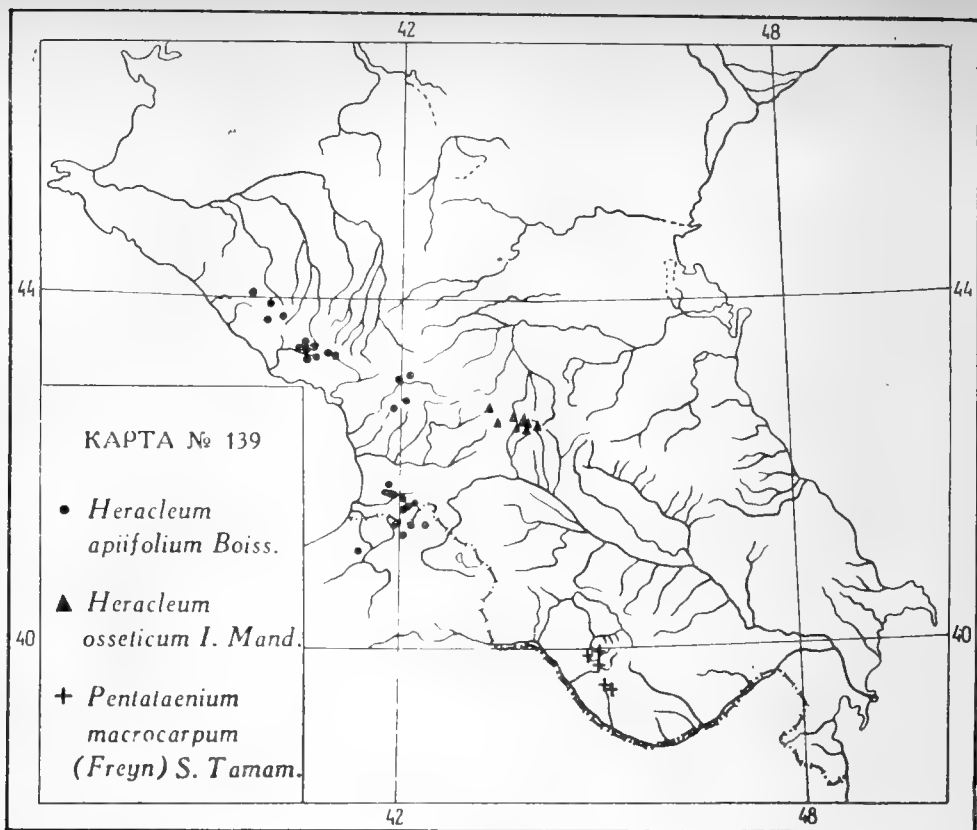 42 48
44 44
КАРТА № 139
Heracleum
apiifolium Boiss.
Heracleum
osseticum I. Mand.
40 40
Pentataenium
macrocarpum
(Freyn) S. Tamam.
42 48